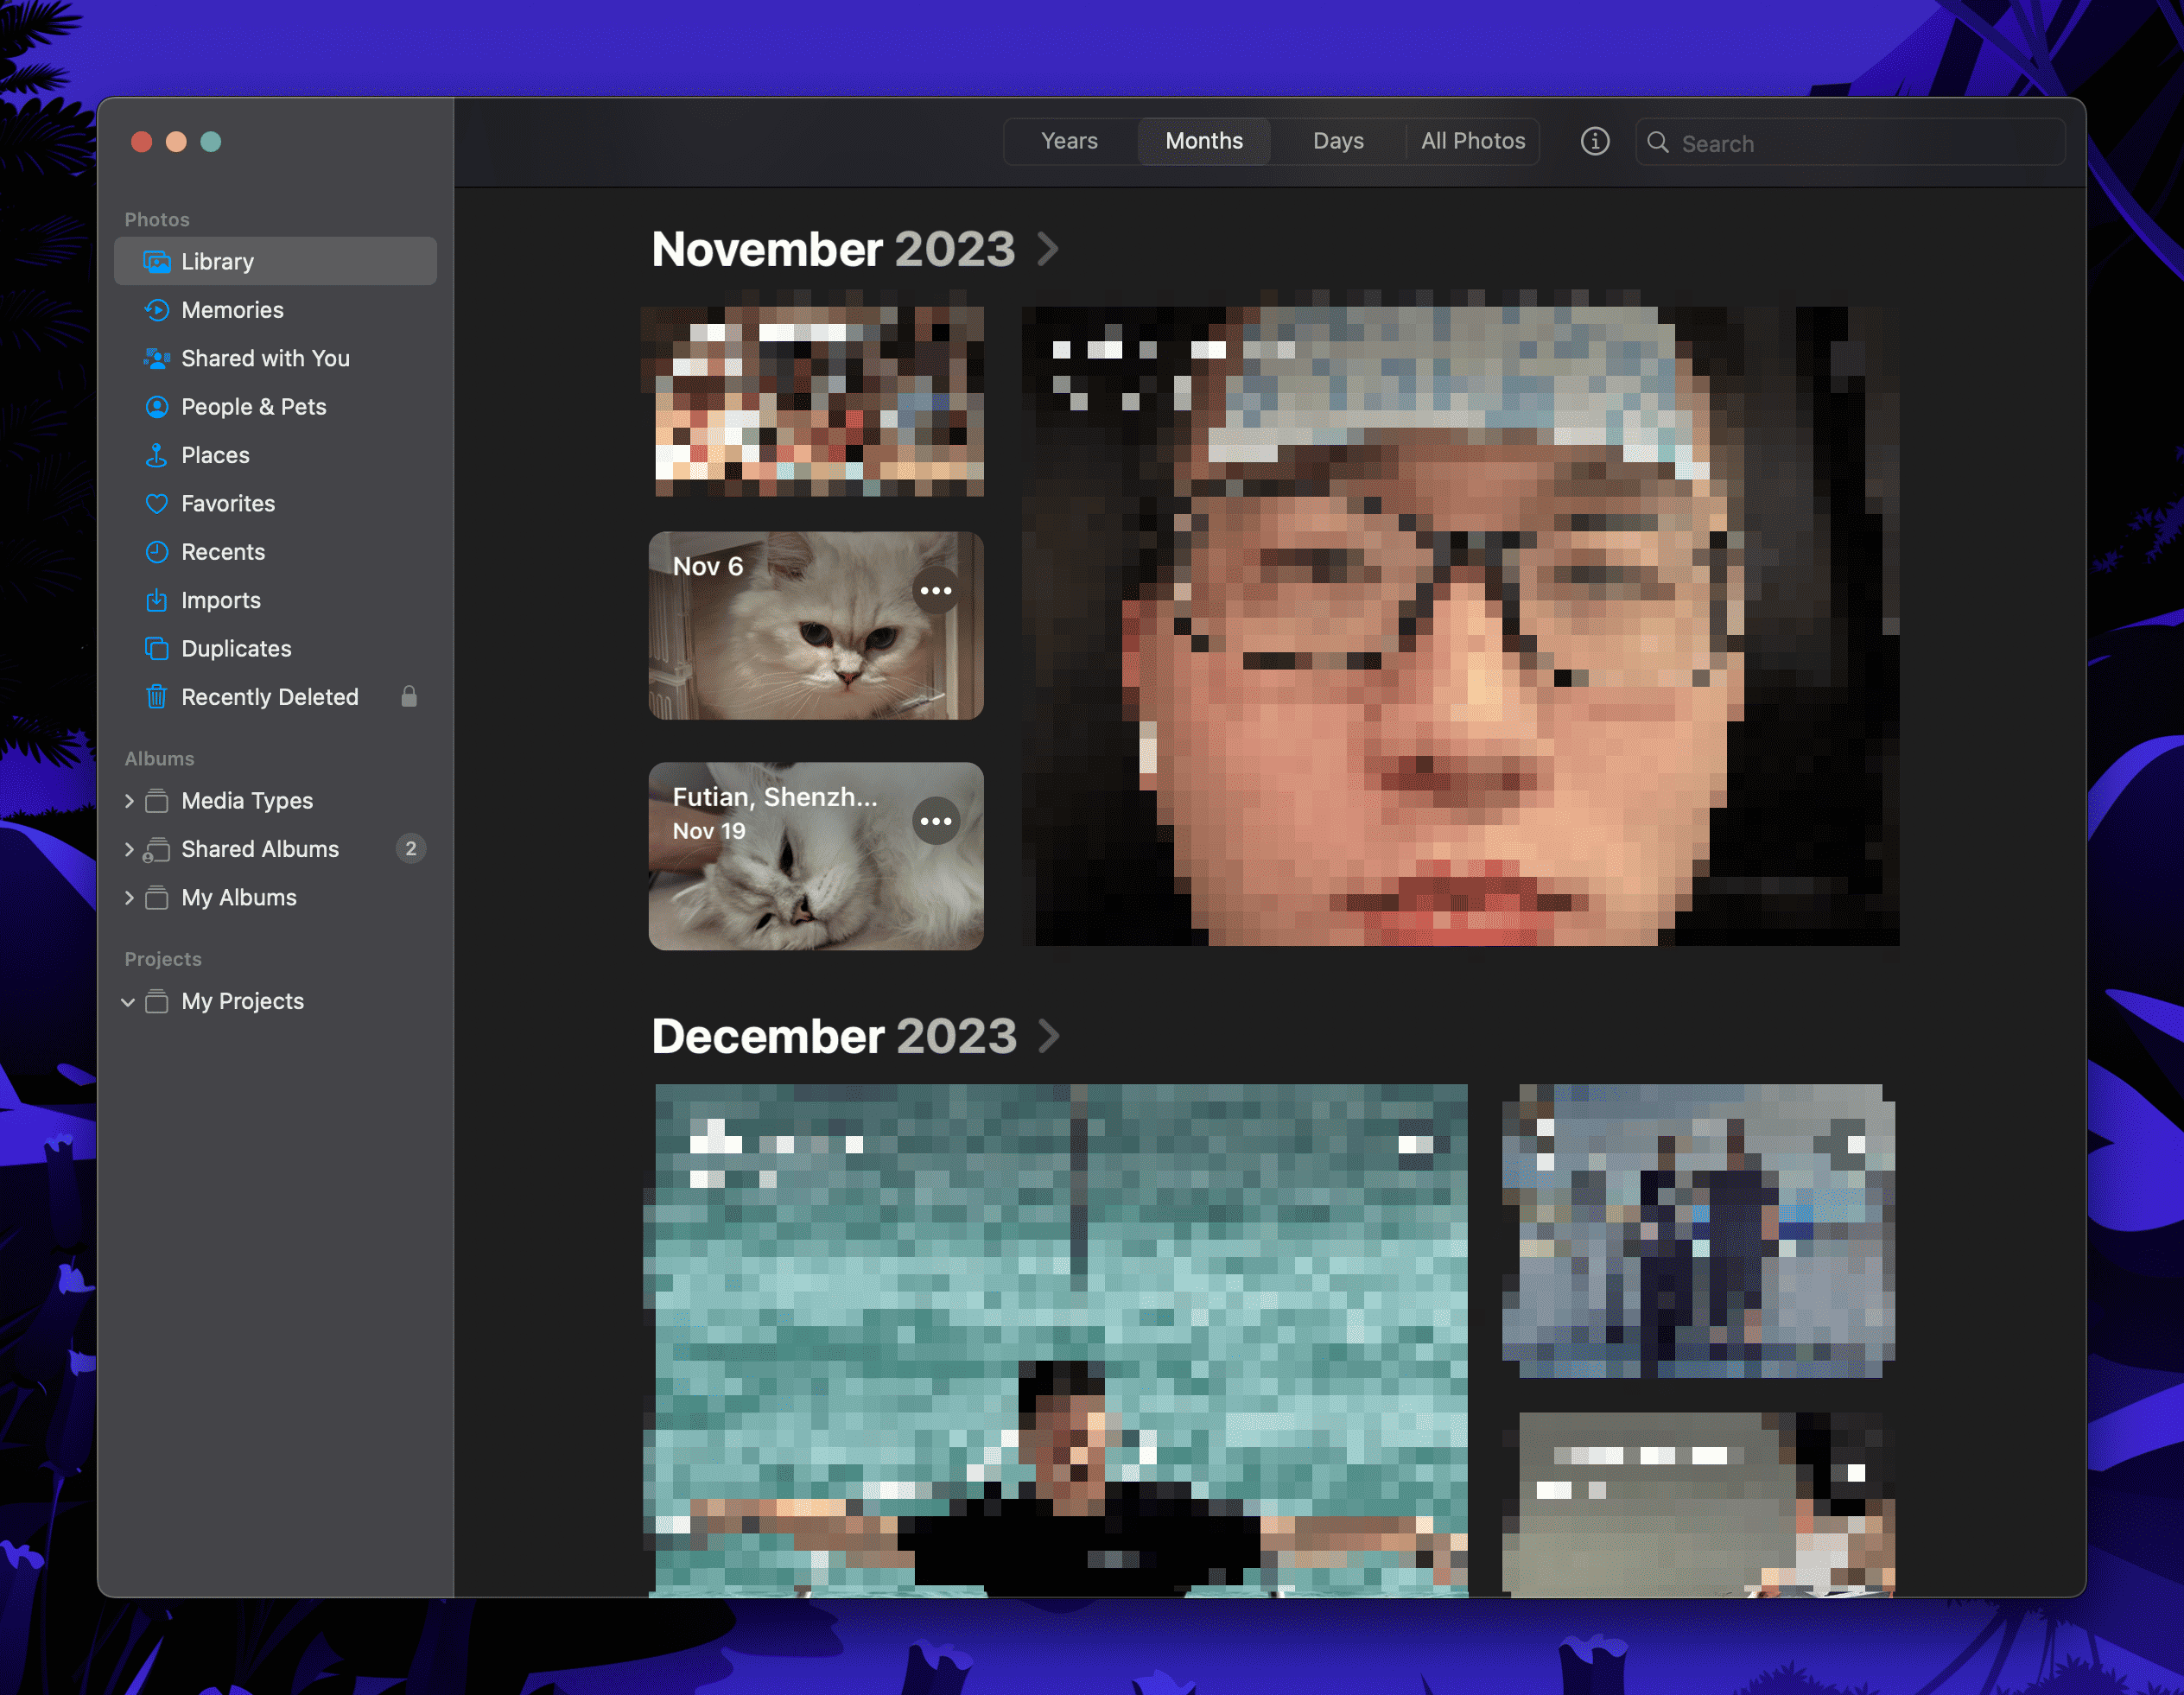 Years
Months
Days
All Photos
Search
Photos
Library
Memories
Shared with You
People & Pets
Places
Favorites
Recents
Imports
Duplicates
Recently Deleted
Albums
Media Types
Shared Albums
2
My Albums
Projects
My Projects
November 2023
Nov 6
Futian, Shenzh...
Nov 19
December 2023